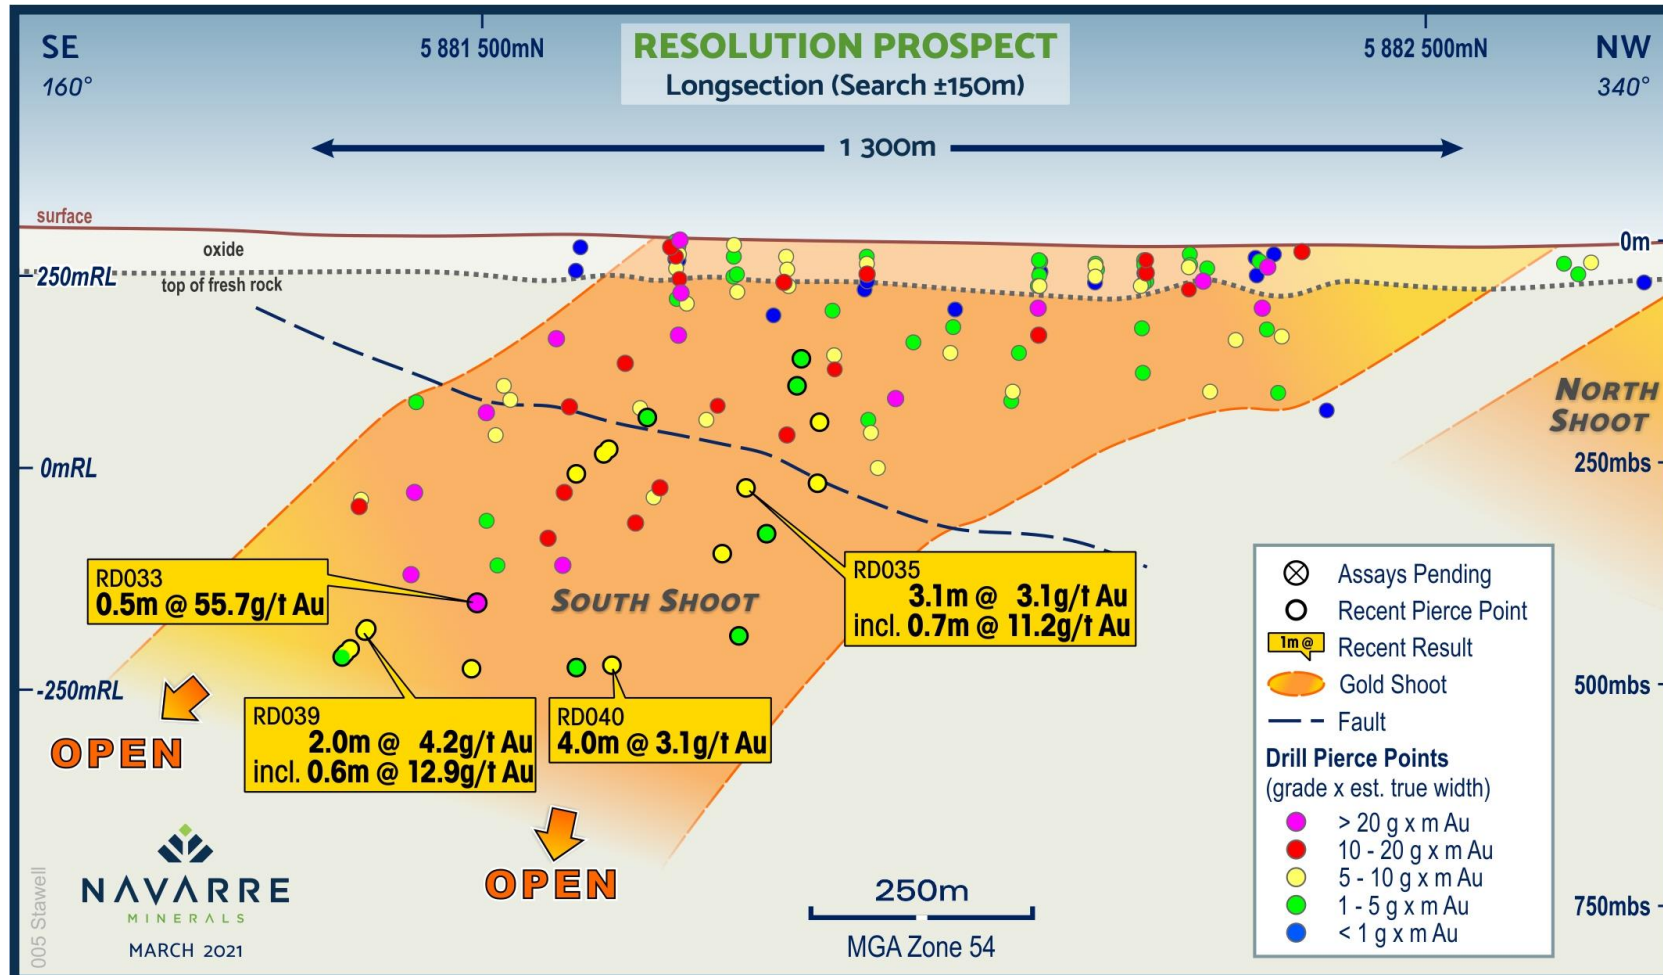 SE
160°
5 881 500mN
RESOLUTION PROSPECT
Longsection (Search ±150m)
5 882 500mN
NW
340°
1 300m
surface
oxide
0m
250mRL
top of fresh rock
NORTH
SHOOT
0mRL
250mbs
RD033
0.5m @ 55.7g/t Au
SOUTH SHOOT
RD035
3.1m @ 3.1g/t Au
incl. 0.7m @ 11.2g/t Au
-250mRL
500mbs
OPEN
RD039
2.0m @ 4.2g/t Au
incl. 0.6m @ 12.9g/t Au
RD040
4.0m @ 3.1g/t Au
OPEN
Assays Pending
Recent Pierce Point
1m @
Recent Result
Gold Shoot
Fault
Drill Pierce Points
(grade x est. true width)
> 20 g x m Au
10 - 20 g x m Au
5 - 10 g x m Au
1 - 5 g x m Au
< 1 g x m Au
750mbs
250m
MGA Zone 54
NAVARRE
MINERALS
MARCH 2021
005 Stawell